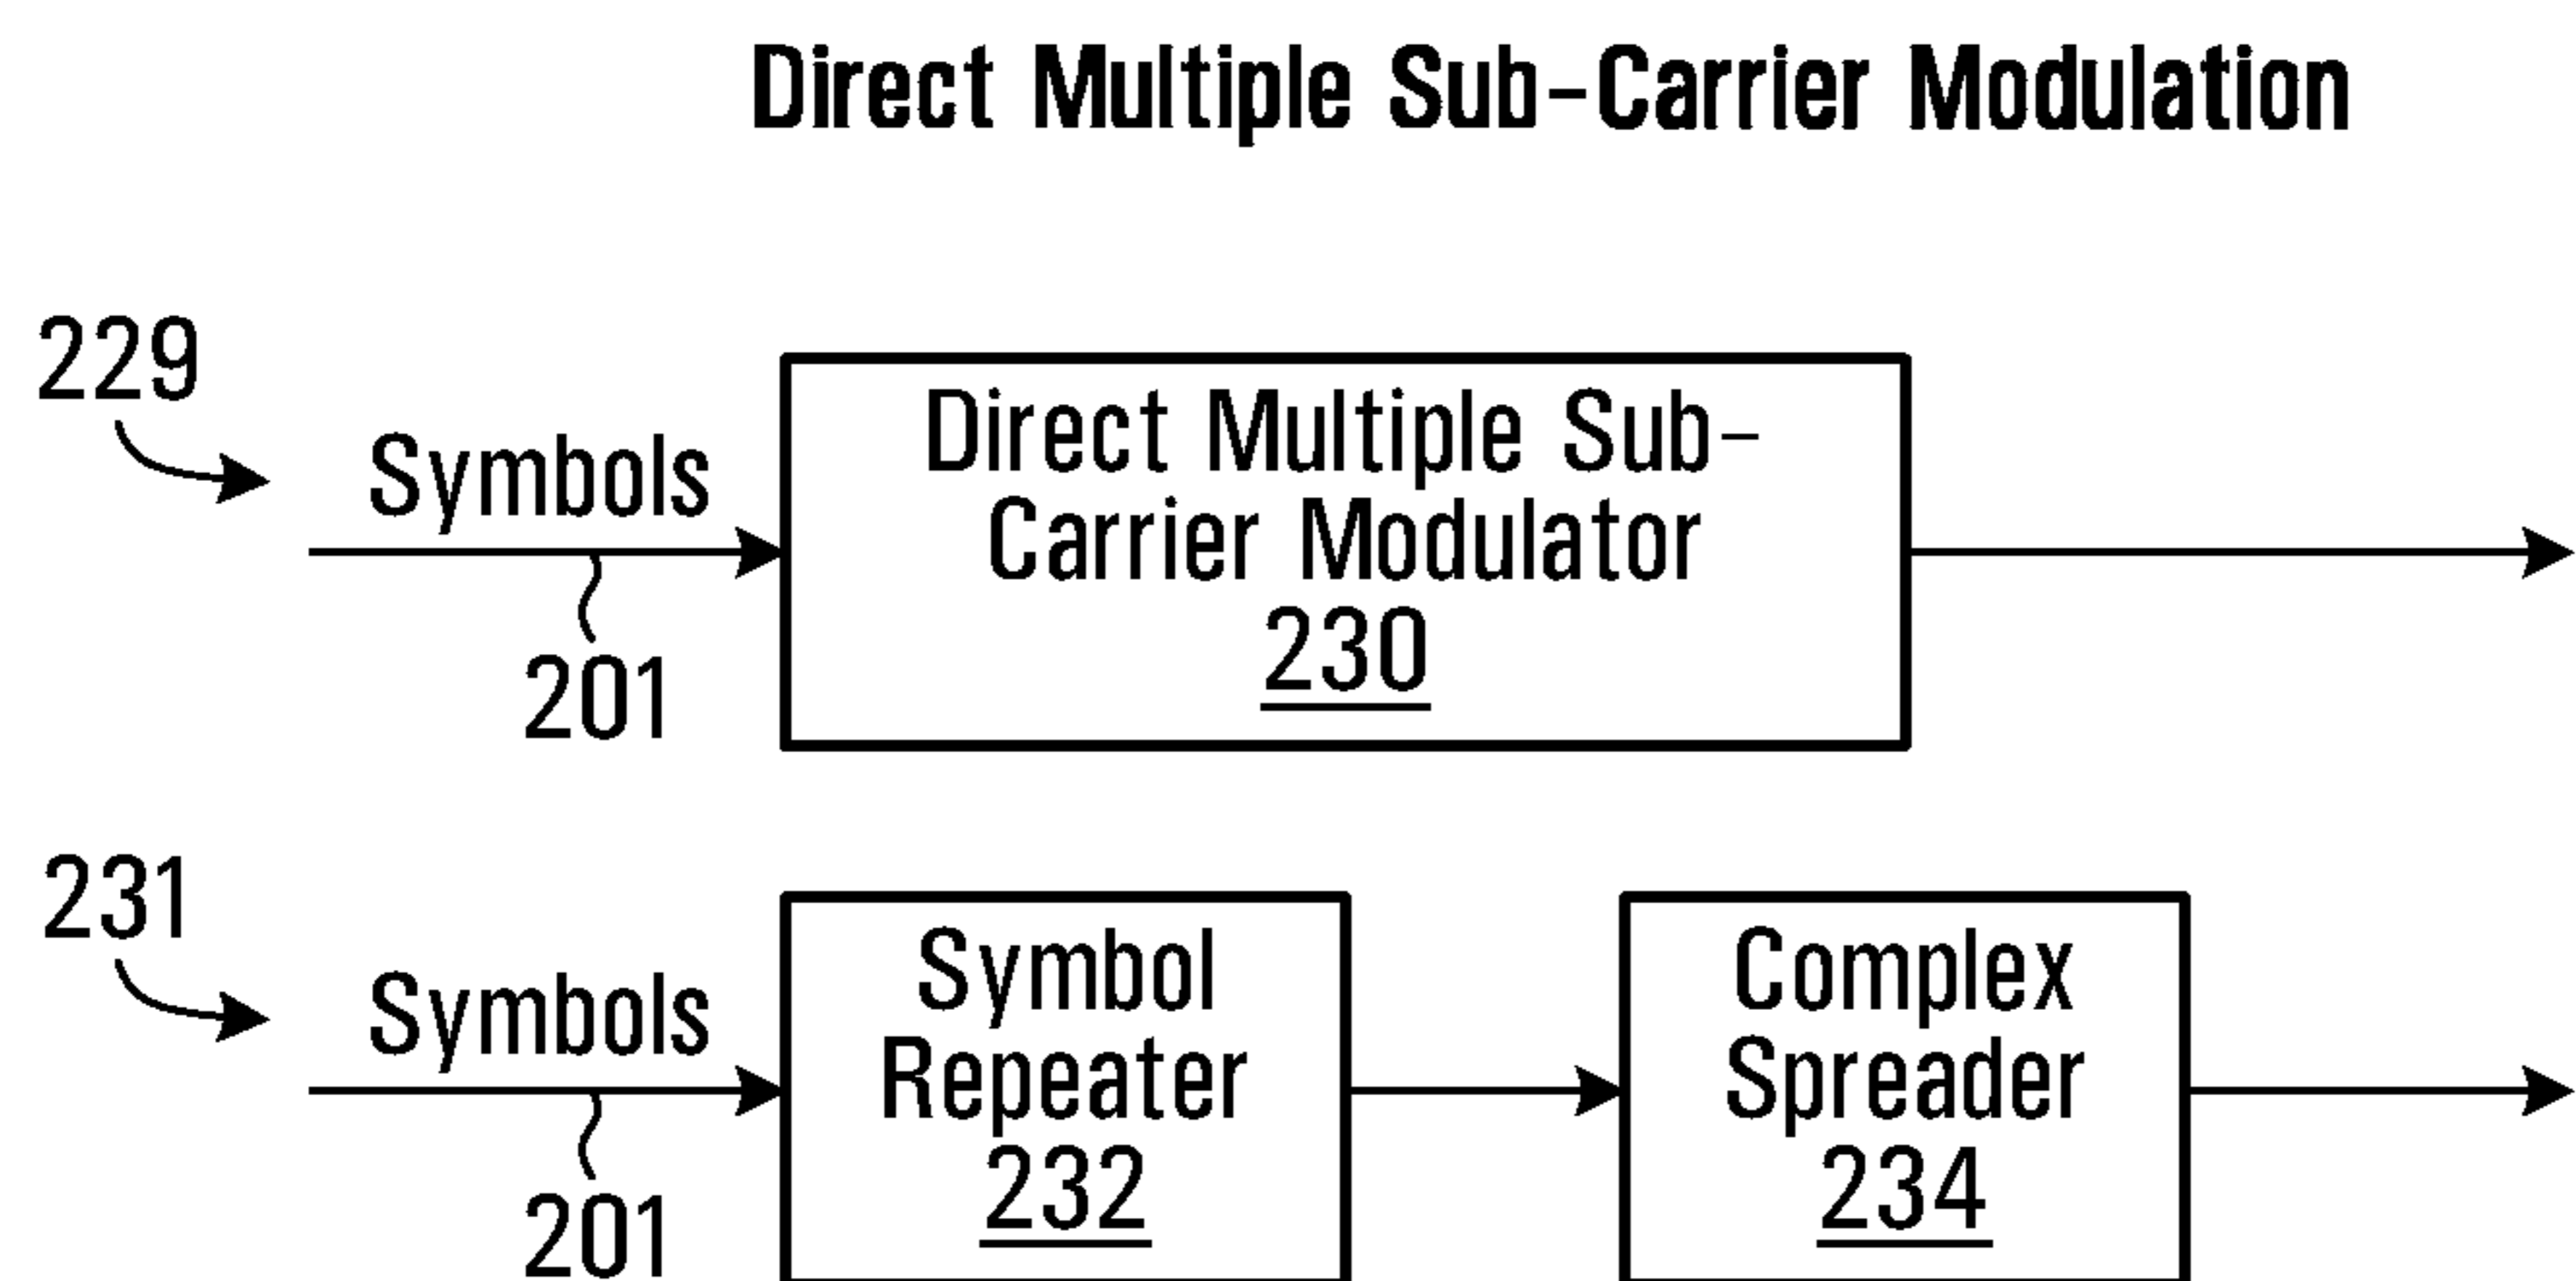 Direct Multiple Sub-Carrier Modulation
229
Symbols
201
Direct Multiple Sub-
Carrier Modulator
230
231
Symbols
201
Symbol
Repeater
232
Complex
Spreader
234